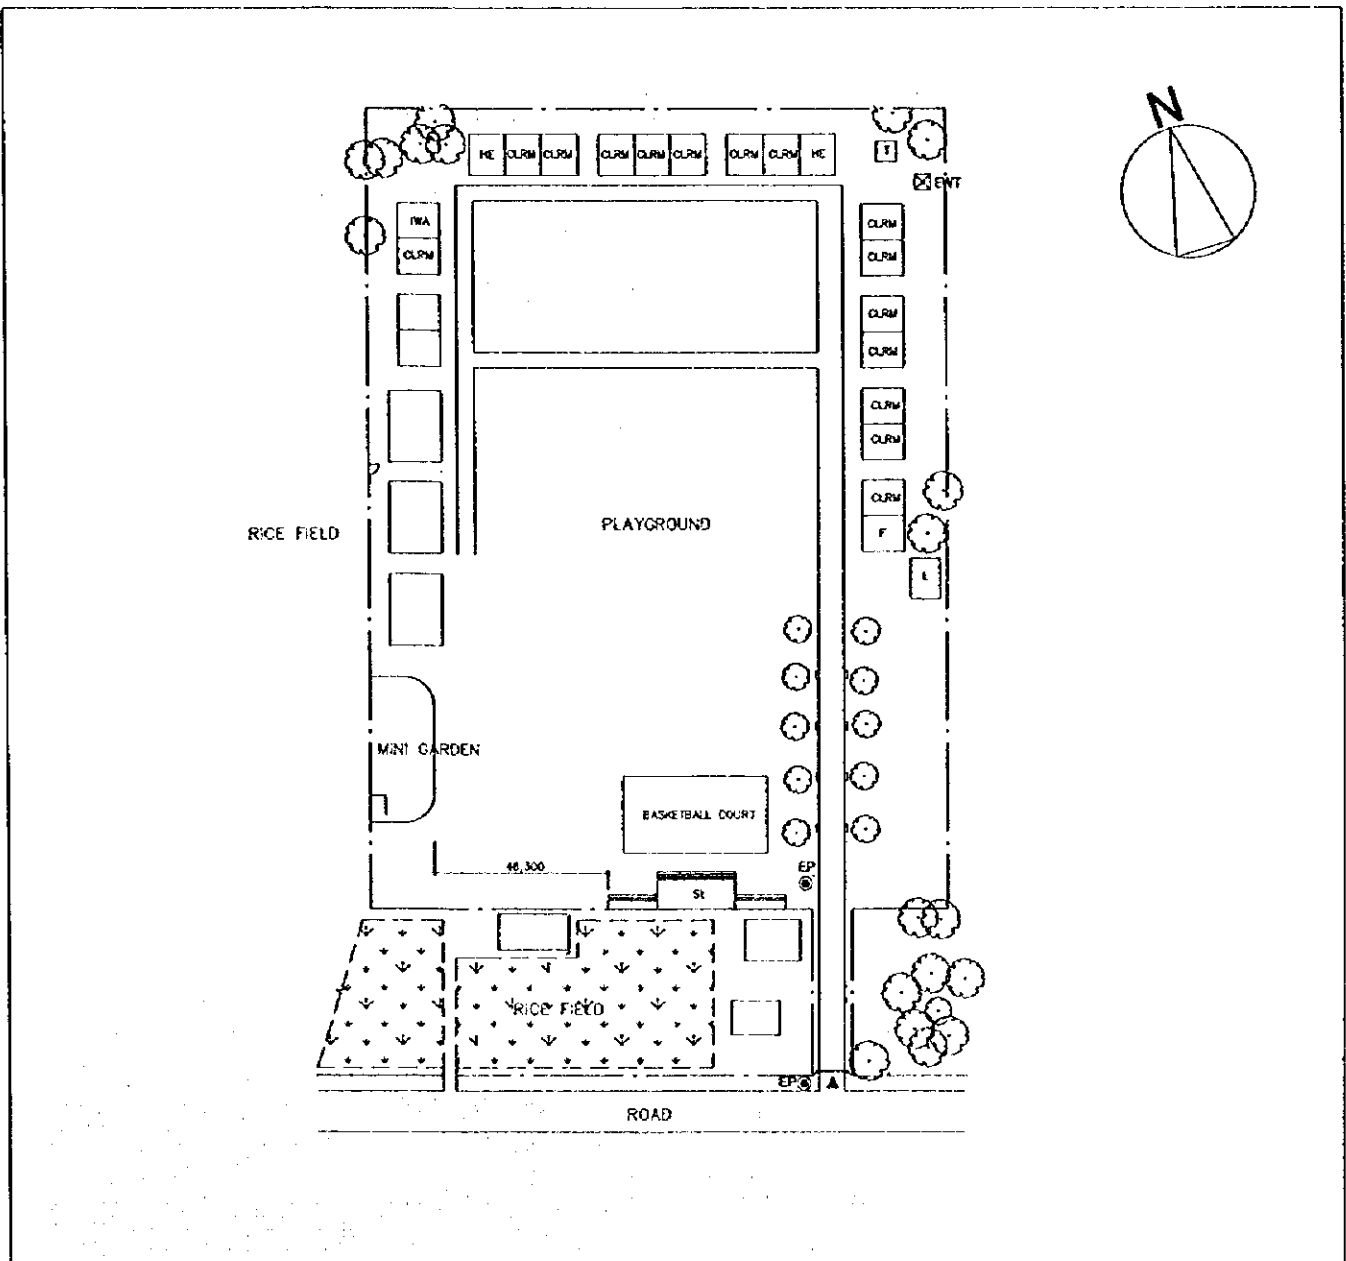 N
HE CLRM CLRM CLRM CLRM CLRM CLRM CLRM HE
T
EWT
IWA
CLRM
CLRM
CLRM
CLRM
CLRM
CLRM
CLRM
CLRM
F
L
RICE FIELD
PLAYGROUND
MINI GARDEN
BASKETBALL COURT
46,300
EP
St
RICE FIELD
EP
ROAD